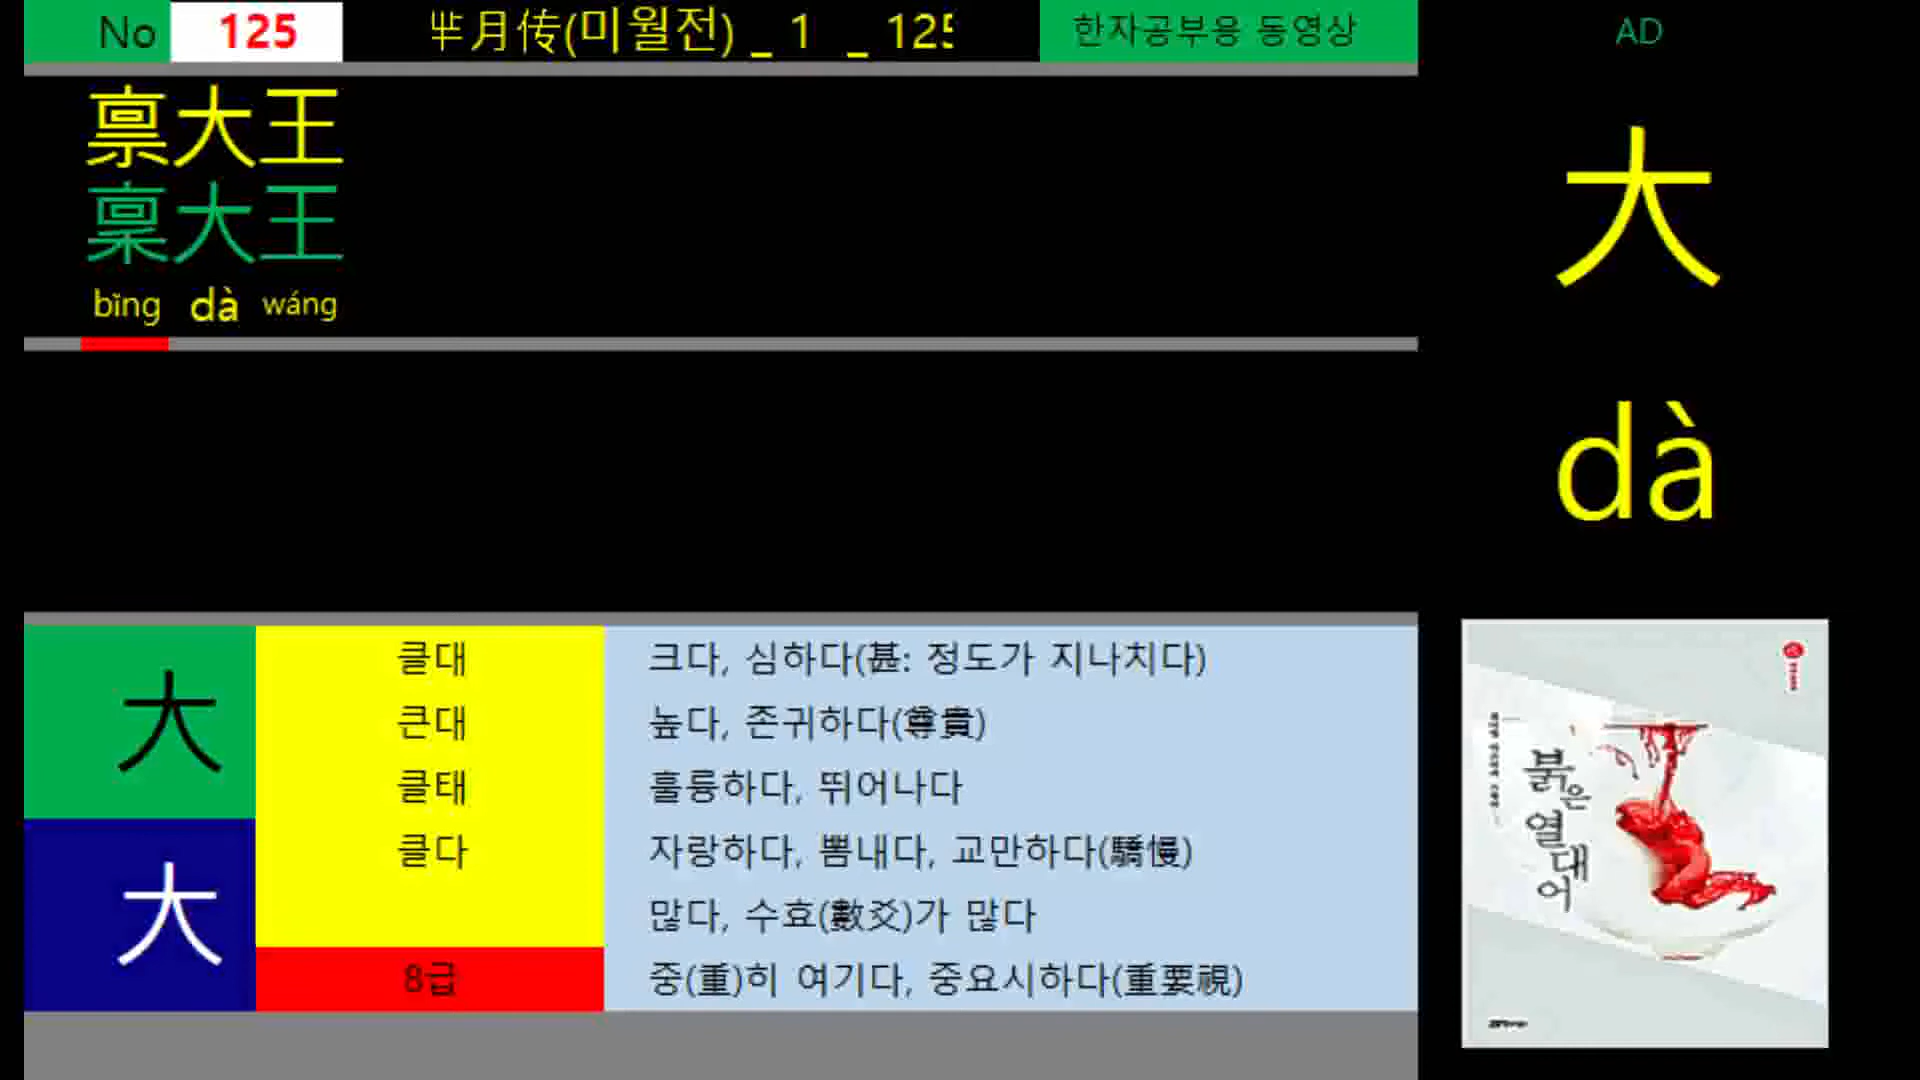 No 125 芈月传(미월전) _ 1 _ 125 한자공부용 동영상 AD
禀大王
稟大王
bǐng dà wáng
大
dà
大
大
클대 크다, 심하다(甚: 정도가 지나치다)
큰대 높다, 존귀하다(尊貴)
클태 훌륭하다, 뛰어나다
클다 자랑하다, 뽐내다, 교만하다(驕慢)
많다, 수효(數爻)가 많다
8급 중(重)히 여기다, 중요시하다(重要視)
붉은 열대어